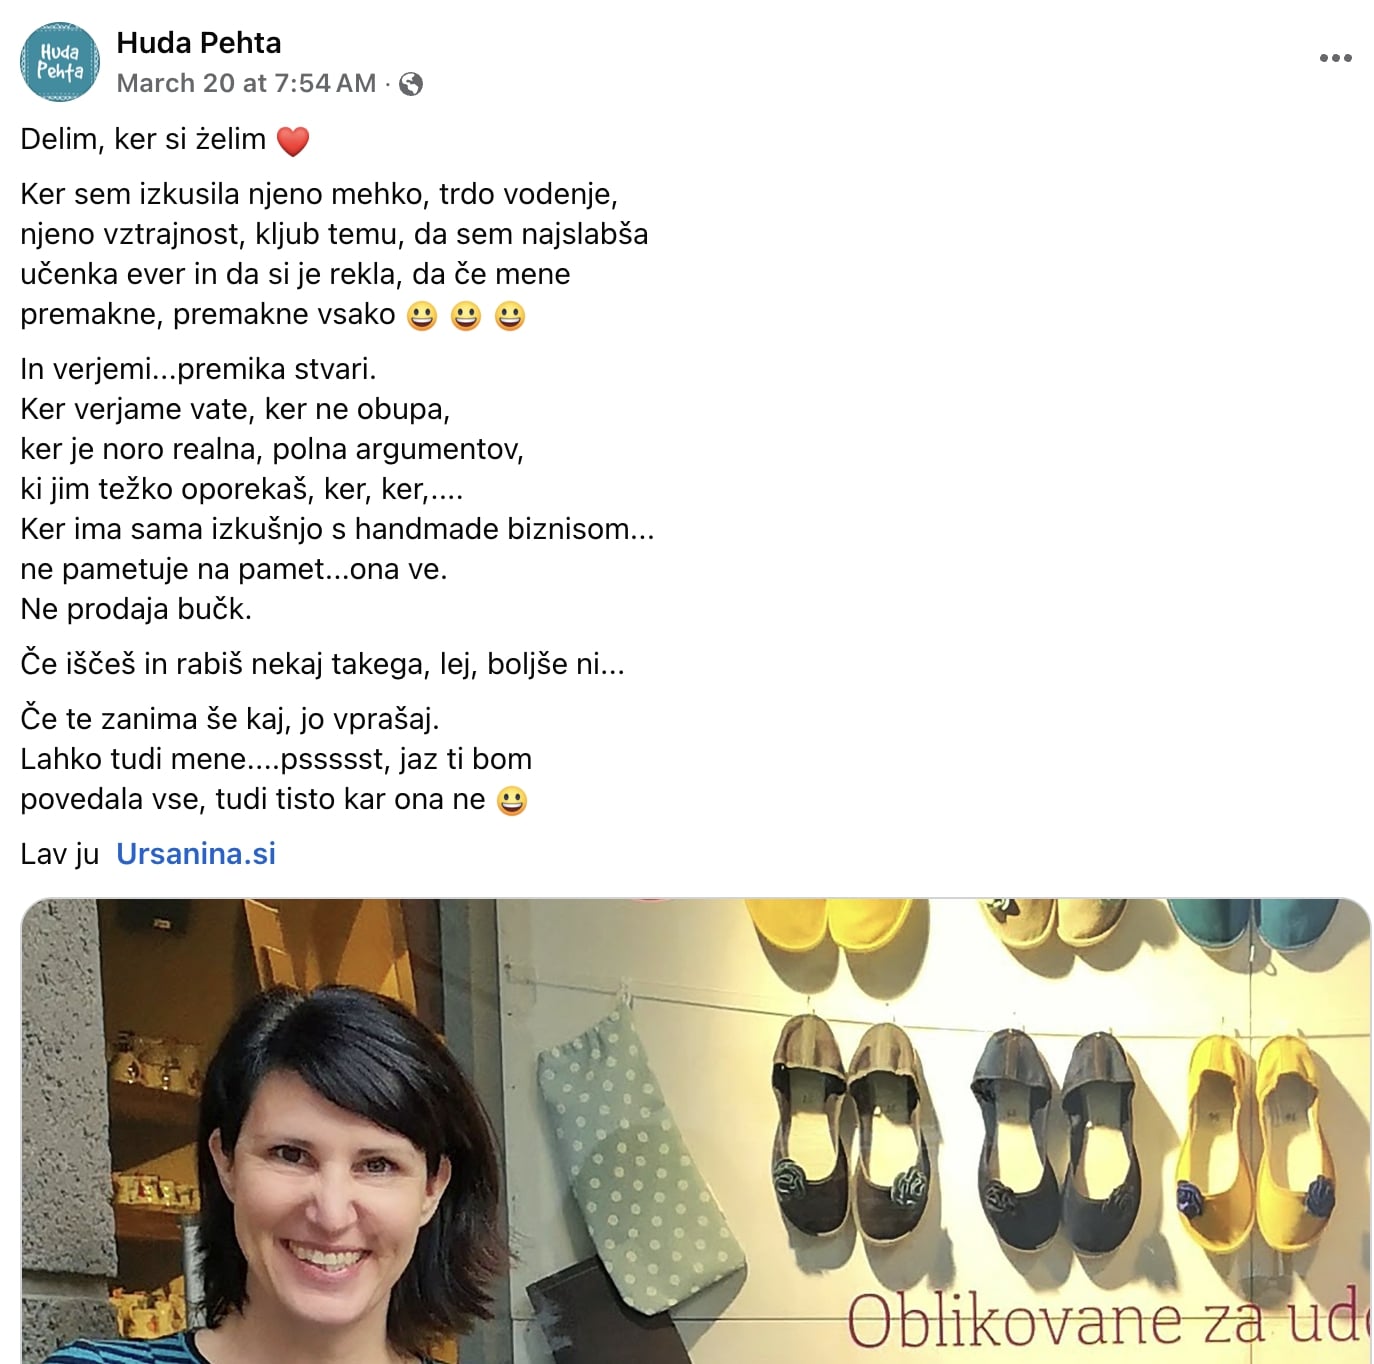 Huda
Pehta
Huda Pehta
March 20 at 7:54 AM ·
Delim, ker si żelim ❤️
Ker sem izkusila njeno mehko, trdo vodenje,
njeno vztrajnost, kljub temu, da sem najslabša
učenka ever in da si je rekla, da če mene
premakne, premakne vsako 😃 😃 😃
In verjemi...premika stvari.
Ker verjame vate, ker ne obupa,
ker je noro realna, polna argumentov,
ki jim težko oporekaš, ker, ker,....
Ker ima sama izkušnjo s handmade biznisom...
ne pametuje na pamet...ona ve.
Ne prodaja bučk.
Če iščeš in rabiš nekaj takega, lej, boljše ni...
Če te zanima še kaj, jo vprašaj.
Lahko tudi mene....pssssst, jaz ti bom
povedala vse, tudi tisto kar ona ne 😃
Lav ju Ursanina.si
Oblikovane za ud